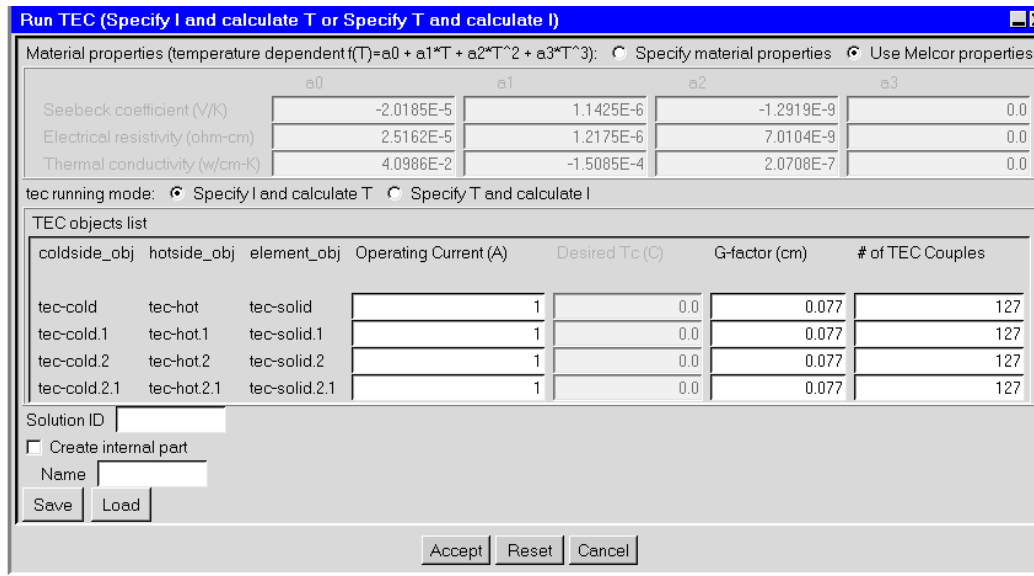 Run TEC (Specify I and calculate T or Specify T and calculate I)
Material properties (temperature dependent f(T)=a0 + a1*T + a2*T^2 + a3*T^3): Specify material properties Use Melcor properties
a0 a1 a2 a3
Seebeck coefficient (V/K) -2.0185E-5 1.1425E-6 -1.2919E-9 0.0
Electrical resistivity (ohm-cm) 2.5162E-5 1.2175E-6 7.0104E-9 0.0
Thermal conductivity (w/cm-K) 4.0986E-2 -1.5085E-4 2.0708E-7 0.0
tec running mode: Specify I and calculate T Specify T and calculate I
TEC objects list
coldside_obj hotside_obj element_obj Operating Current (A) Desired Tc (C) G-factor (cm) # of TEC Couples
tec-cold tec-hot tec-solid 1 0.0 0.077 127
tec-cold.1 tec-hot.1 tec-solid.1 1 0.0 0.077 127
tec-cold.2 tec-hot.2 tec-solid.2 1 0.0 0.077 127
tec-cold.2.1 tec-hot.2.1 tec-solid.2.1 1 0.0 0.077 127
Solution ID
Create internal part
Name
Save Load
Accept Reset Cancel